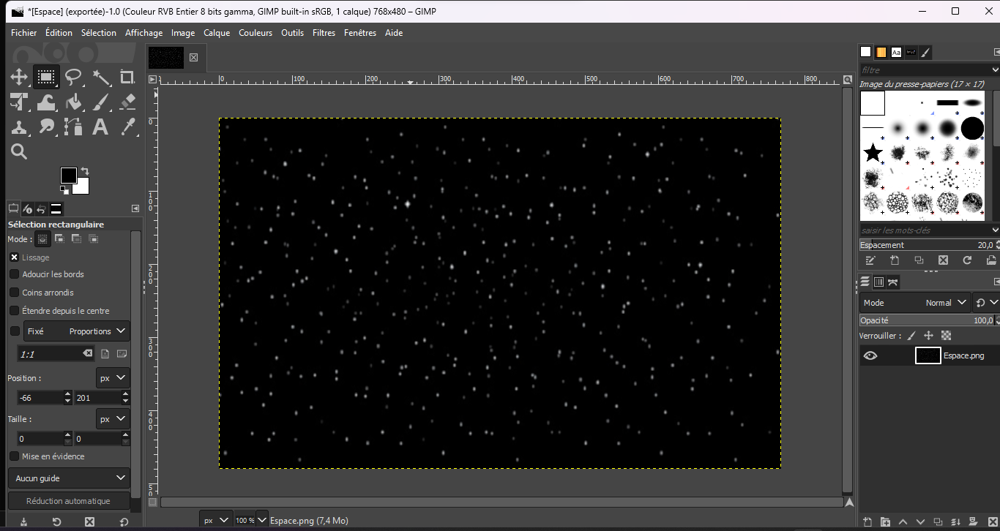 *[Espace] (exportée)-1.0 (Couleur RVB Entier 8 bits gamma, GIMP built-in sRGB, 1 calque) 768x480 – GIMP
Fichier Édition Sélection Affichage Image Calque Couleurs Outils Filtres Fenêtres Aide
0 100 200 300 400 500 600 700 800
0
100
200
300
400
Sélection rectangulaire
Mode :
Lissage
Adoucir les bords
Coins arrondis
Étendre depuis le centre
Fixé Proportions
1:1
Position : px
-66 201
Taille : px
0 0
Mise en évidence
Aucun guide
Réduction automatique
px 100 % Espace.png (7,4 Mo)
Aa
filtre
Image du presse-papiers (17 × 17)
saisir les mots-clés
Espacement 20,0
Mode Normal
Opacité 100,0
Verrouiller :
Espace.png